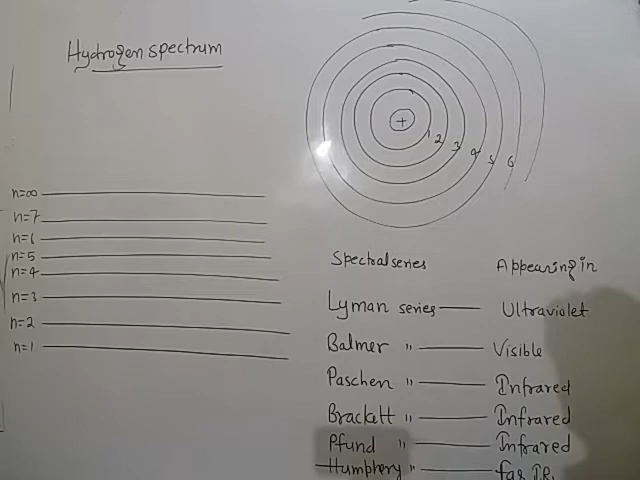 Hydrogen spectrum
+
1 2 3 4 5 6
n=∞
n=7
n=6
n=5
n=4
n=3
n=2
n=1
Spectral series Appearing in
Lyman series — Ultraviolet
Balmer " — Visible
Paschen " — Infrared
Brackett " — Infrared
Pfund " — Infrared
Humphery " — far I.R.